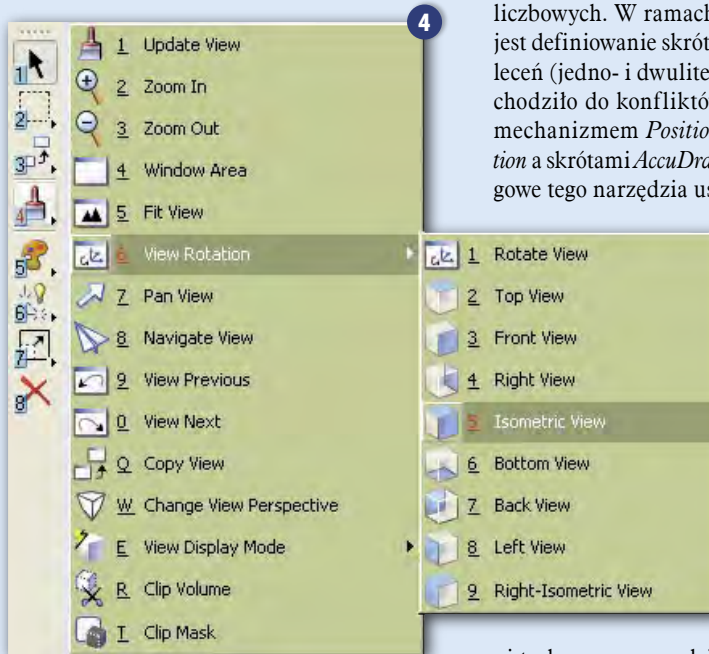 4
liczbowych. W ramach
jest definiowanie skrót
leceń (jedno- i dwulite
chodziło do konfliktó
mechanizmem Positio
tion a skrótami AccuDra
gowe tego narzędzia us
1
2
3
4
5
6
7
8
1 Update View
2 Zoom In
3 Zoom Out
4 Window Area
5 Fit View
6 View Rotation
7 Pan View
8 Navigate View
9 View Previous
0 View Next
Q Copy View
W Change View Perspective
E View Display Mode
R Clip Volume
T Clip Mask
1 Rotate View
2 Top View
3 Front View
4 Right View
5 Isometric View
6 Bottom View
7 Back View
8 Left View
9 Right-Isometric View